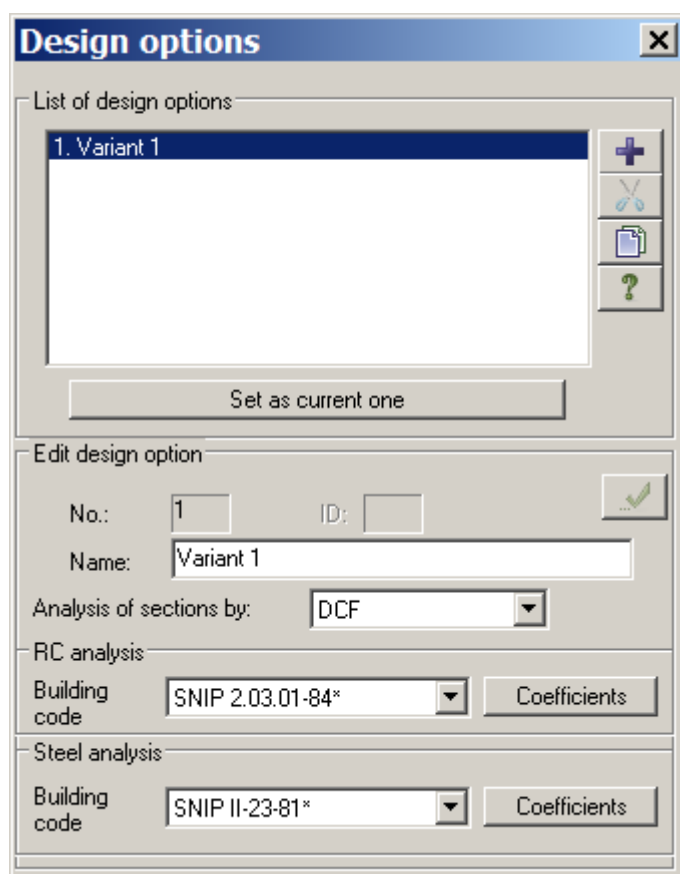 Design options
List of design options
1. Variant 1
Set as current one
Edit design option
No.: 1 ID:
Name: Variant 1
Analysis of sections by: DCF
RC analysis
Building code SNIP 2.03.01-84* Coefficients
Steel analysis
Building code SNIP II-23-81* Coefficients